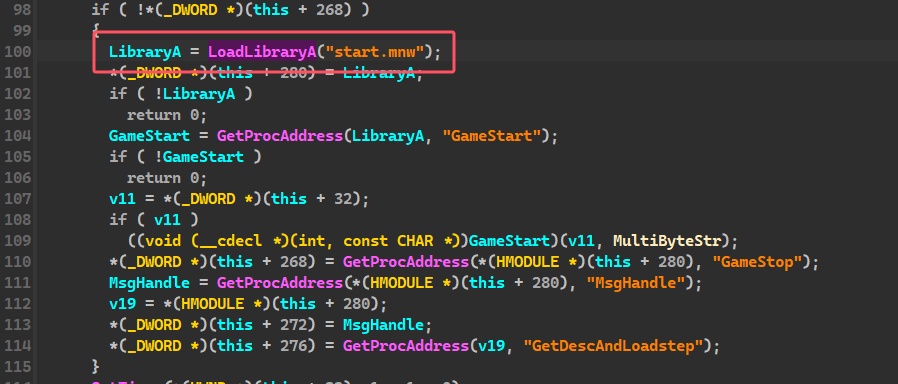 98 if ( !*(_DWORD *)(this + 268) )
99 {
100 LibraryA = LoadLibraryA("start.mnw");
101 *(_DWORD *)(this + 280) = LibraryA;
102 if ( !LibraryA )
103 return 0;
104 GameStart = GetProcAddress(LibraryA, "GameStart");
105 if ( !GameStart )
106 return 0;
107 v11 = *(_DWORD *)(this + 32);
108 if ( v11 )
109 ((void (__cdecl *)(int, const CHAR *))GameStart)(v11, MultiByteStr);
110 *(_DWORD *)(this + 268) = GetProcAddress(*(HMODULE *)(this + 280), "GameStop");
111 MsgHandle = GetProcAddress(*(HMODULE *)(this + 280), "MsgHandle");
112 v19 = *(HMODULE *)(this + 280);
113 *(_DWORD *)(this + 272) = MsgHandle;
114 *(_DWORD *)(this + 276) = GetProcAddress(v19, "GetDescAndLoadstep");
115 }